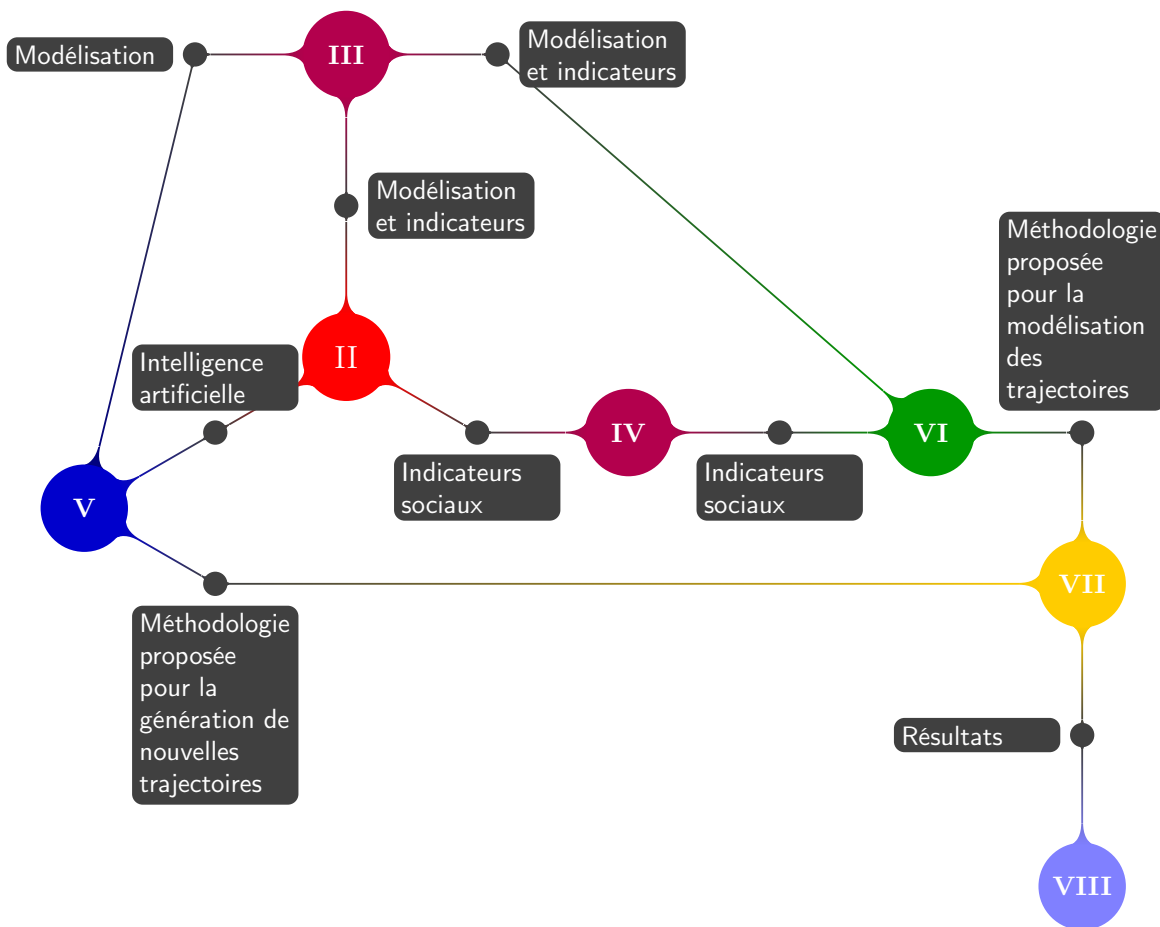 Modélisation
III
Modélisation
et indicateurs
Modélisation
et indicateurs
Méthodologie
proposée
pour la
modélisation
des
trajectoires
II
Intelligence
artificielle
IV
VI
Indicateurs
sociaux
Indicateurs
sociaux
V
VII
Méthodologie
proposée
pour la
génération de
nouvelles
trajectoires
Résultats
VIII